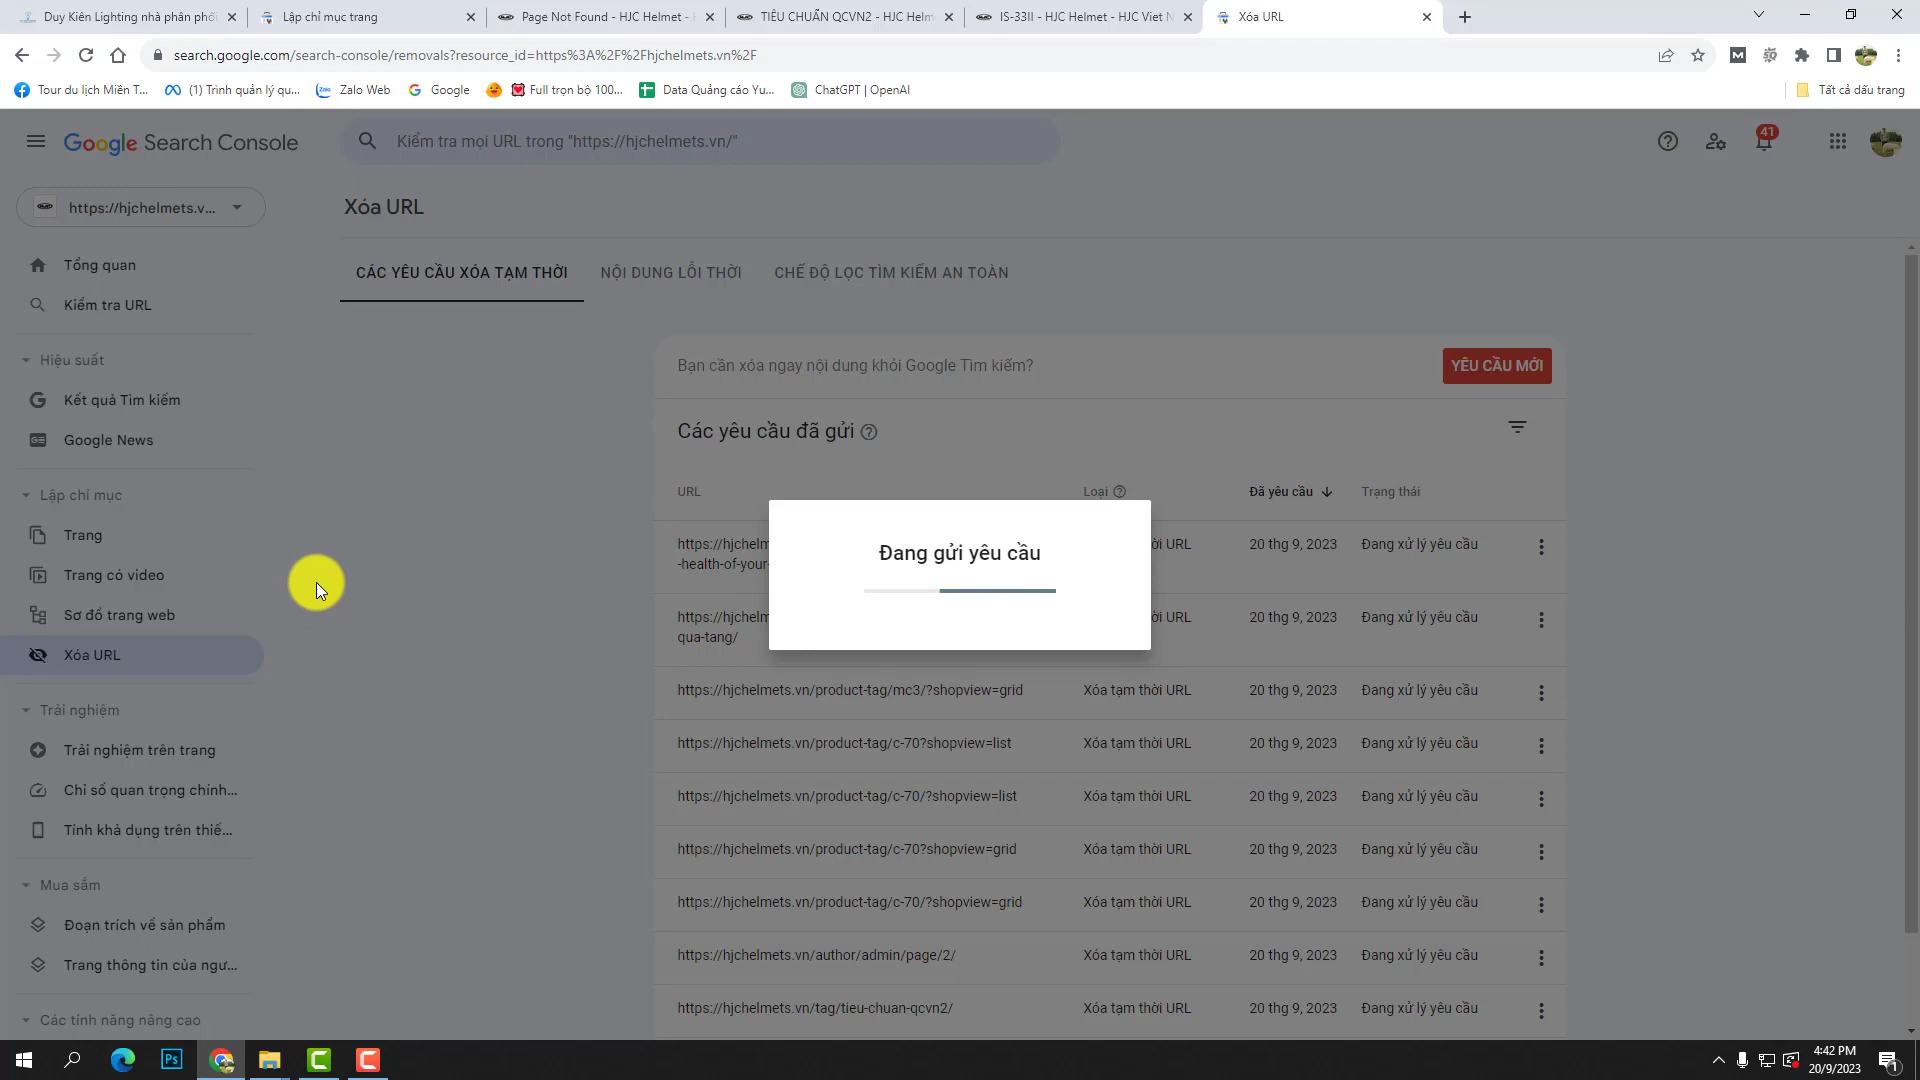 Duy Kiên Lighting nhà phân phối
Lập chỉ mục trang
Page Not Found - HJC Helmet -
TIÊU CHUẨN QCVN2 - HJC Helm
IS-33II - HJC Helmet - HJC Viet N
Xóa URL
search.google.com/search-console/removals?resource_id=https%3A%2F%2Fhjchelmets.vn%2F
Tour du lịch Miền T...
(1) Trình quản lý qu...
Zalo Web
Google
Full trọn bộ 100...
Data Quảng cáo Yu...
ChatGPT | OpenAI
Tất cả dấu trang
Google Search Console
Kiểm tra mọi URL trong "https://hjchelmets.vn/"
41
https://hjchelmets.v...
Xóa URL
Tổng quan
Kiểm tra URL
Hiệu suất
Kết quả Tìm kiếm
Google News
Lập chỉ mục
Trang
Trang có video
Sơ đồ trang web
Xóa URL
Trải nghiệm
Trải nghiệm trên trang
Chỉ số quan trọng chính...
Tính khả dụng trên thiế...
Mua sắm
Đoạn trích về sản phẩm
Trang thông tin của ngư...
Các tính năng nâng cao
CÁC YÊU CẦU XÓA TẠM THỜI
NỘI DUNG LỖI THỜI
CHẾ ĐỘ LỌC TÌM KIẾM AN TOÀN
Bạn cần xóa ngay nội dung khỏi Google Tìm kiếm?
YÊU CẦU MỚI
Các yêu cầu đã gửi
URL Loại Đã yêu cầu Trạng thái
https://hjchelm ời URL 20 thg 9, 2023 Đang xử lý yêu cầu
-health-of-your-
https://hjchelm ời URL 20 thg 9, 2023 Đang xử lý yêu cầu
qua-tang/
https://hjchelmets.vn/product-tag/mc3/?shopview=grid Xóa tạm thời URL 20 thg 9, 2023 Đang xử lý yêu cầu
https://hjchelmets.vn/product-tag/c-70?shopview=list Xóa tạm thời URL 20 thg 9, 2023 Đang xử lý yêu cầu
https://hjchelmets.vn/product-tag/c-70/?shopview=list Xóa tạm thời URL 20 thg 9, 2023 Đang xử lý yêu cầu
https://hjchelmets.vn/product-tag/c-70?shopview=grid Xóa tạm thời URL 20 thg 9, 2023 Đang xử lý yêu cầu
https://hjchelmets.vn/product-tag/c-70/?shopview=grid Xóa tạm thời URL 20 thg 9, 2023 Đang xử lý yêu cầu
https://hjchelmets.vn/author/admin/page/2/ Xóa tạm thời URL 20 thg 9, 2023 Đang xử lý yêu cầu
https://hjchelmets.vn/tag/tieu-chuan-qcvn2/ Xóa tạm thời URL 20 thg 9, 2023 Đang xử lý yêu cầu
Đang gửi yêu cầu
Ps
4:42 PM
20/9/2023
1